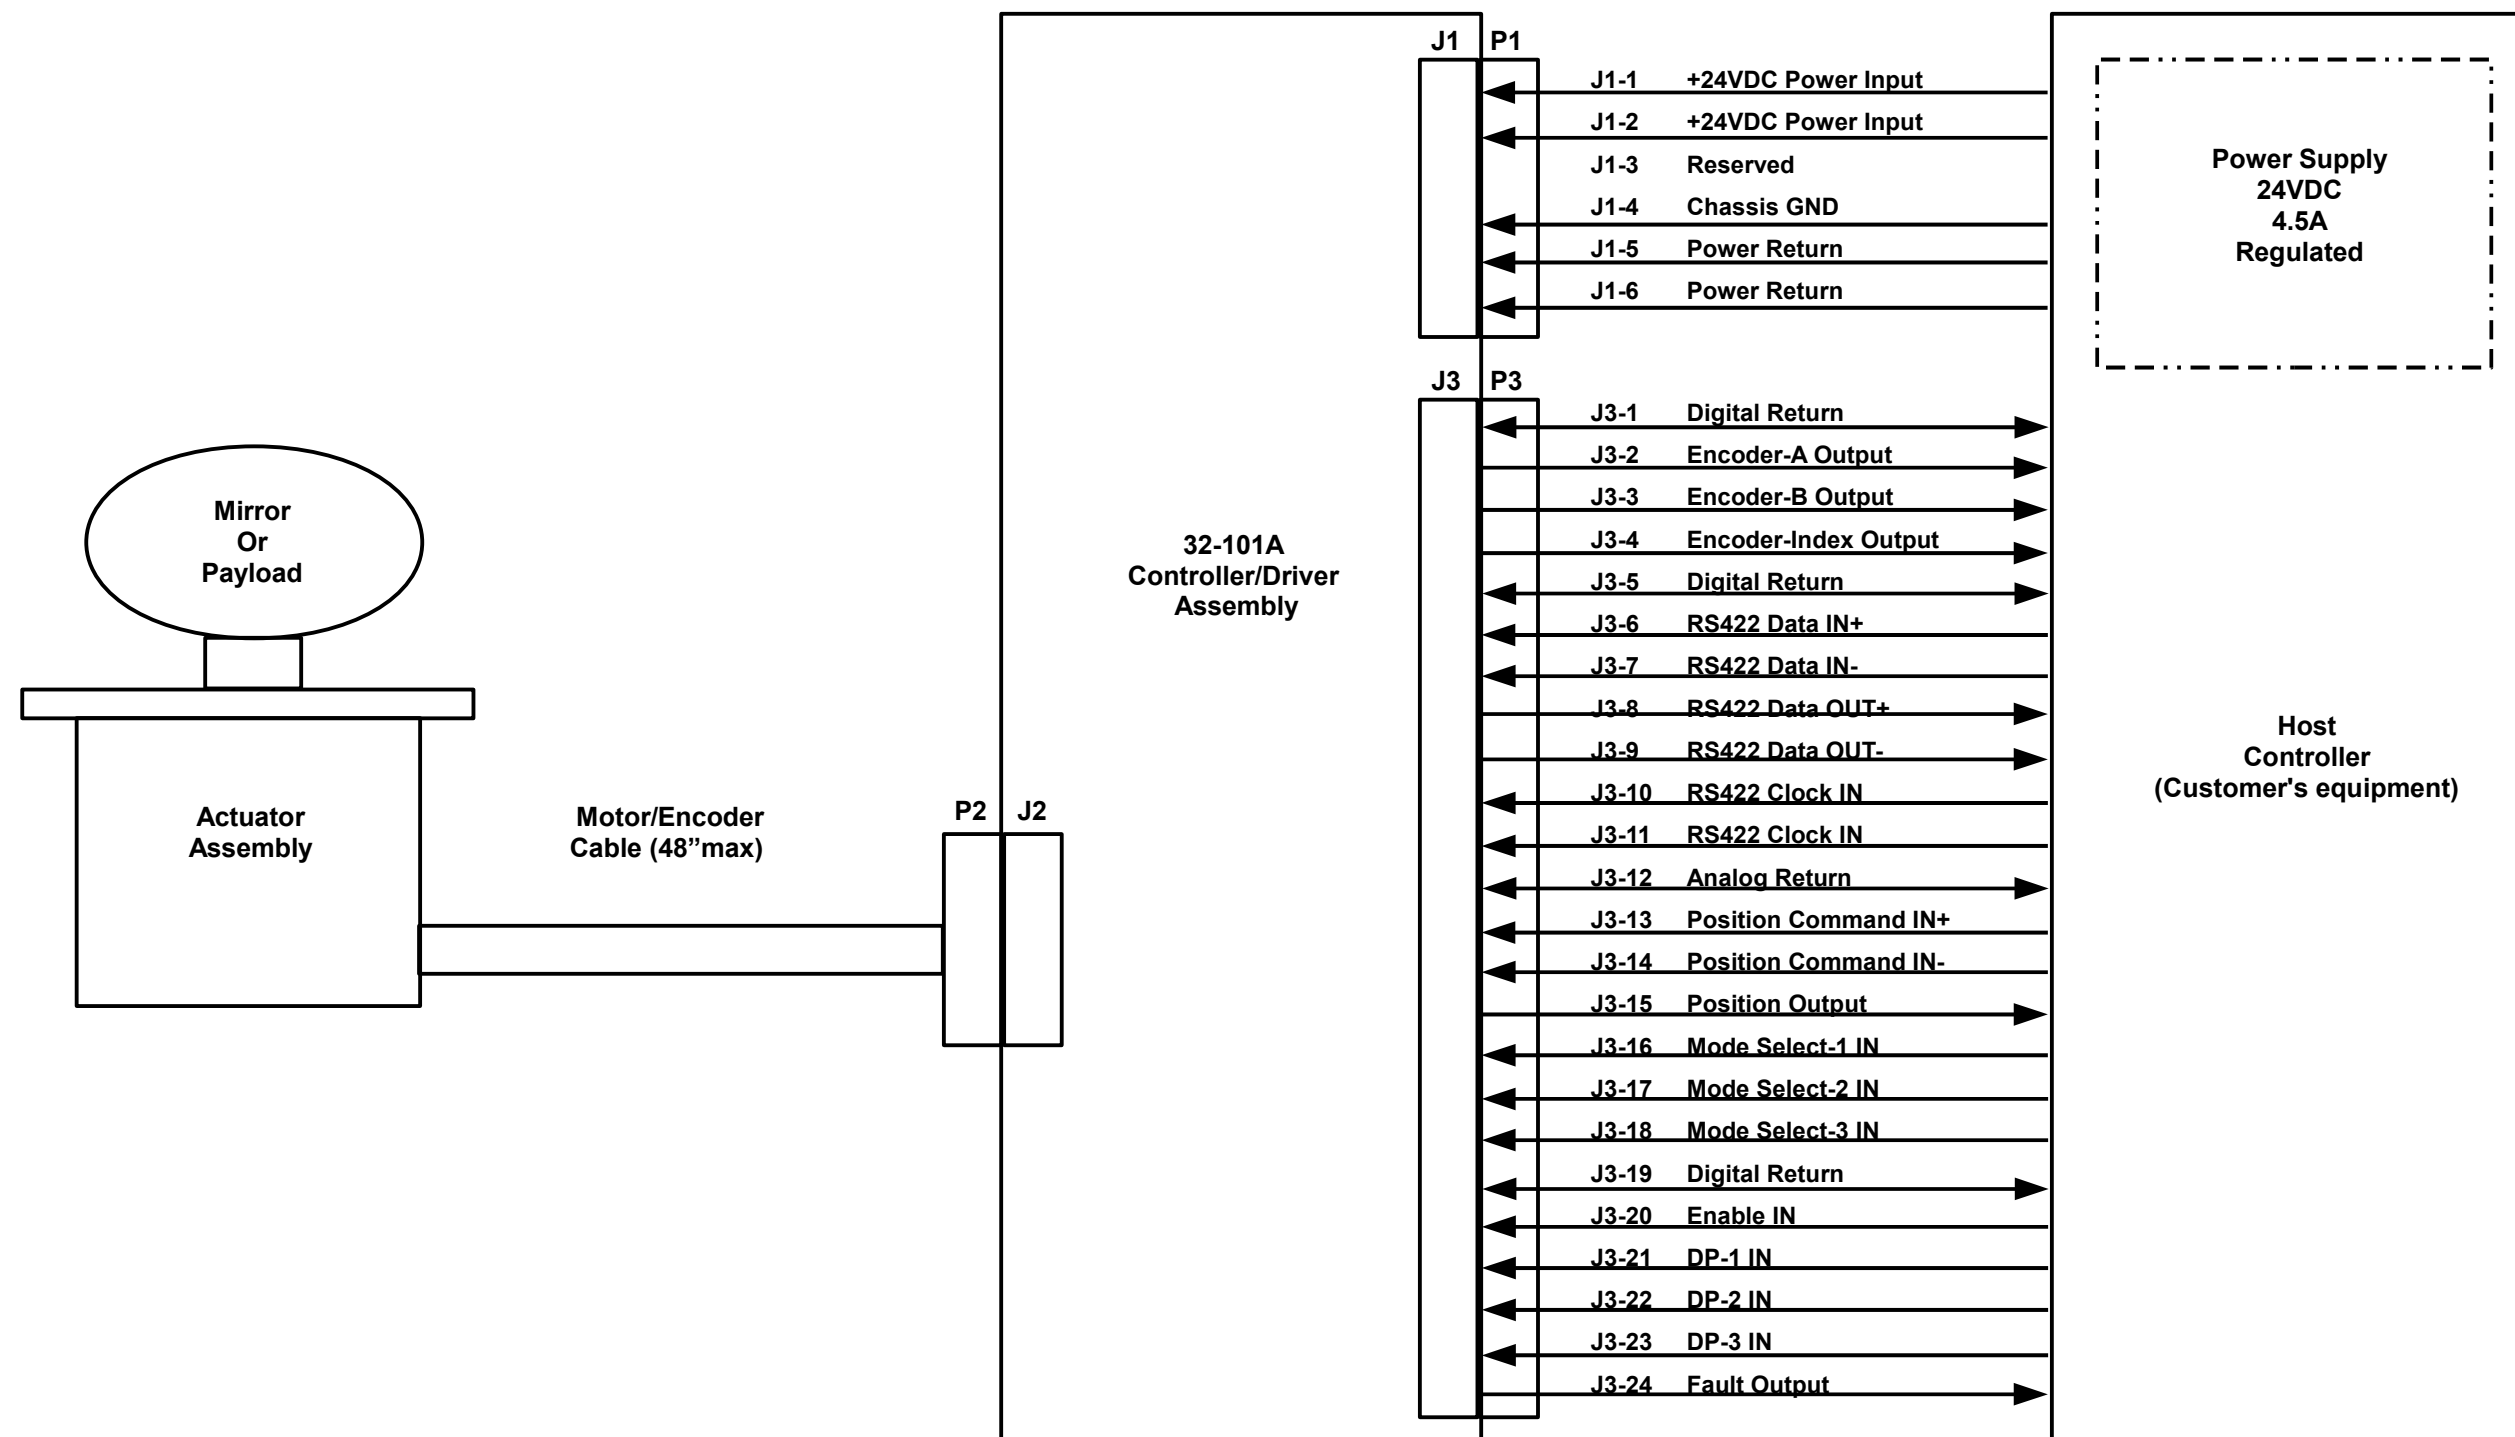 J1 P1
J1-1 +24VDC Power Input
J1-2 +24VDC Power Input
J1-3 Reserved
J1-4 Chassis GND
J1-5 Power Return
J1-6 Power Return
Power Supply
24VDC
4.5A
Regulated
J3 P3
J3-1 Digital Return
J3-2 Encoder-A Output
J3-3 Encoder-B Output
J3-4 Encoder-Index Output
J3-5 Digital Return
J3-6 RS422 Data IN+
J3-7 RS422 Data IN-
J3-8 RS422 Data OUT+
J3-9 RS422 Data OUT-
J3-10 RS422 Clock IN
J3-11 RS422 Clock IN
J3-12 Analog Return
J3-13 Position Command IN+
J3-14 Position Command IN-
J3-15 Position Output
J3-16 Mode Select-1 IN
J3-17 Mode Select-2 IN
J3-18 Mode Select-3 IN
J3-19 Digital Return
J3-20 Enable IN
J3-21 DP-1 IN
J3-22 DP-2 IN
J3-23 DP-3 IN
J3-24 Fault Output
Mirror
Or
Payload
32-101A
Controller/Driver
Assembly
Host
Controller
(Customer's equipment)
Actuator
Assembly
Motor/Encoder
Cable (48”max)
P2 J2